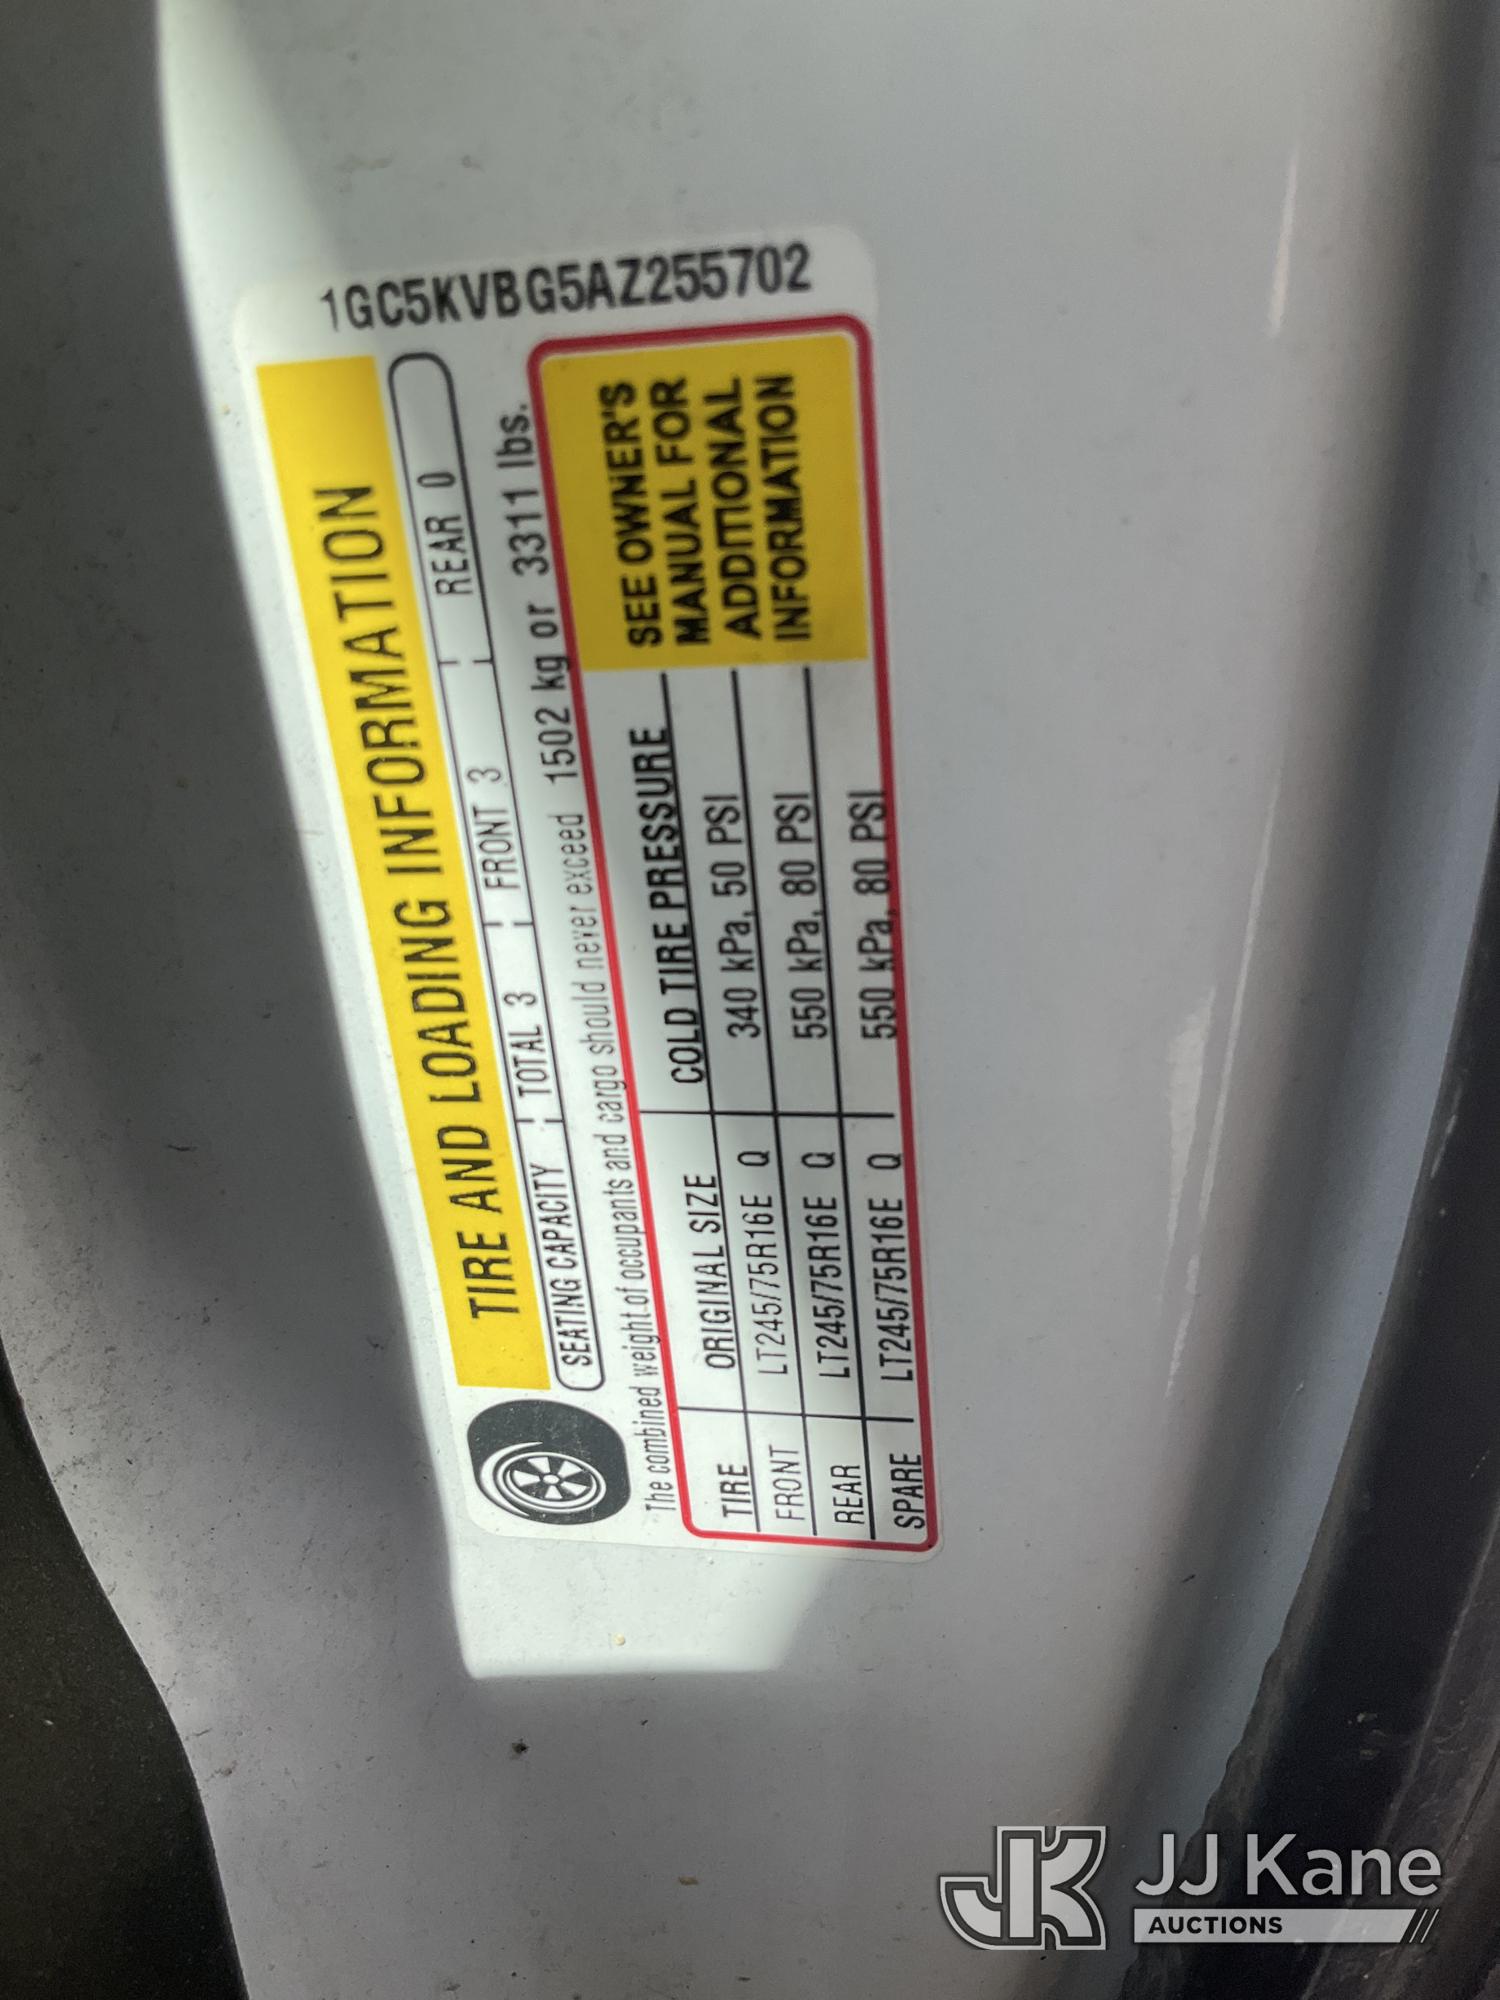 1GC5KVBG5AZ255702
TIRE AND LOADING INFORMATION
SEATING CAPACITY TOTAL 3 FRONT 3 REAR 0
The combined weight of occupants and cargo should never exceed 1502 kg or 3311 lbs.
TIRE ORIGINAL SIZE COLD TIRE PRESSURE
FRONT LT245/75R16E Q 340 kPa, 50 PSI
REAR LT245/75R16E Q 550 kPa, 80 PSI
SPARE LT245/75R16E Q 550 kPa, 80 PSI
SEE OWNER'S
MANUAL FOR
ADDITIONAL
INFORMATION
JK JJ Kane
AUCTIONS